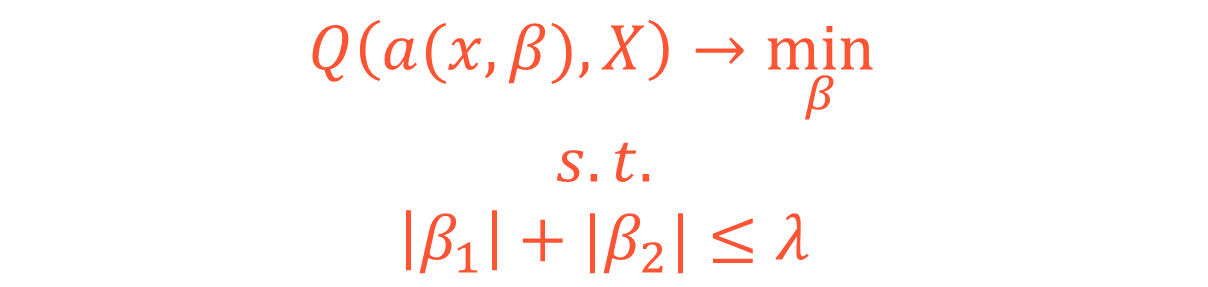 Q(a(x, β), X) → min
β
s.t.
|β₁| + |β₂| ≤ λ